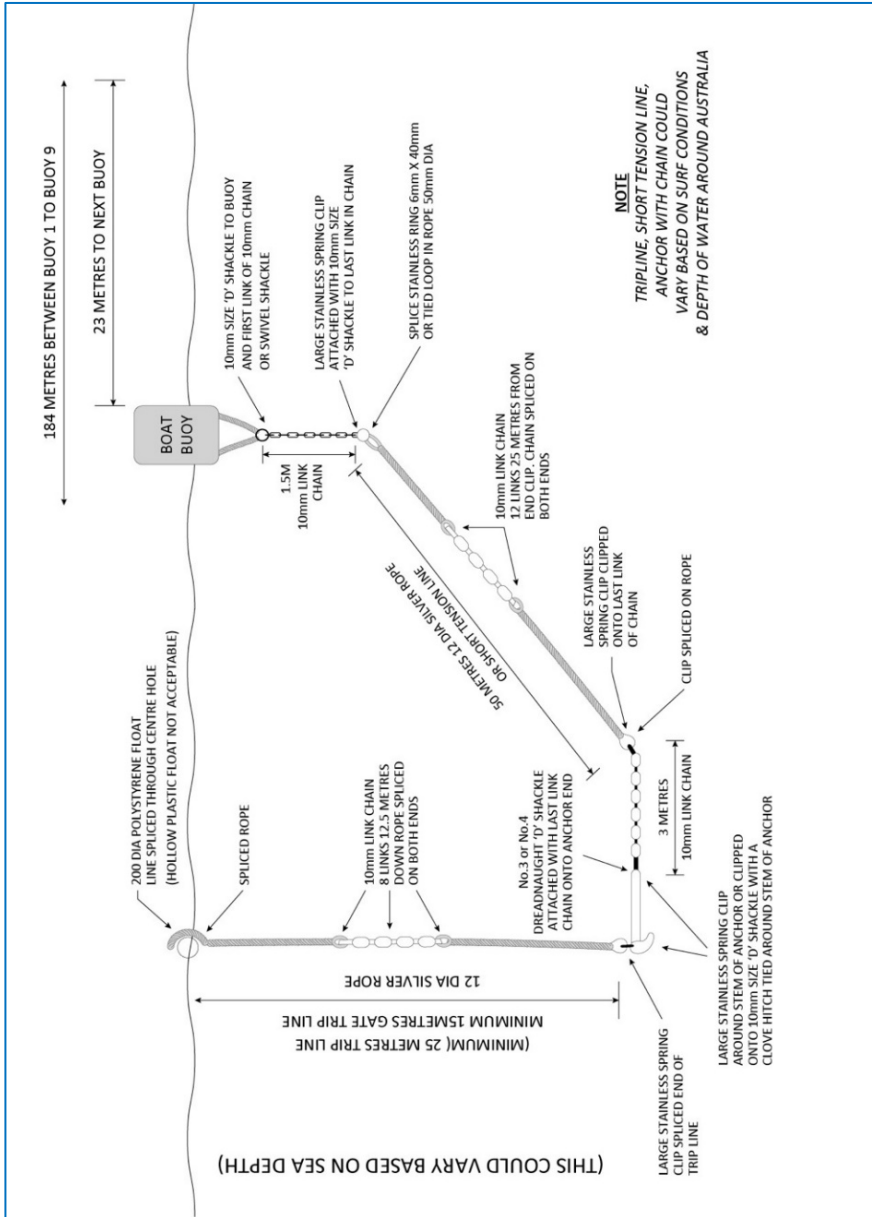 184 METRES BETWEEN BUOY 1 TO BUOY 9
23 METRES TO NEXT BUOY
BOAT
BUOY
10mm SIZE ‘D’ SHACKLE TO BUOY
AND FIRST LINK OF 10mm CHAIN
OR SWIVEL SHACKLE
1.5M
10mm LINK
CHAIN
LARGE STAINLESS SPRING CLIP
ATTACHED WITH 10mm SIZE
‘D’ SHACKLE TO LAST LINK IN CHAIN
SPLICE STAINLESS RING 6mm X 40mm
OR TIED LOOP IN ROPE 50mm DIA
10mm LINK CHAIN
12 LINKS 25 METRES FROM
END CLIP. CHAIN SPLICED ON
BOTH ENDS
50 METRES 12 DIA SILVER ROPE
OR SHORT TENSION LINE
LARGE STAINLESS
SPRING CLIP CLIPPED
ONTO LAST LINK
OF CHAIN
CLIP SPLICED ON ROPE
200 DIA POLYSTYRENE FLOAT
LINE SPLICED THROUGH CENTRE HOLE
(HOLLOW PLASTIC FLOAT NOT ACCEPTABLE)
SPLICED ROPE
10mm LINK CHAIN
8 LINKS 12.5 METRES
DOWN ROPE SPLICED
ON BOTH ENDS
No.3 or No.4
DREADNAUGHT ‘D’ SHACKLE
ATTACHED WITH LAST LINK
CHAIN ONTO ANCHOR END
3 METRES
10mm LINK CHAIN
12 DIA SILVER ROPE
MINIMUM 15METRES GATE TRIP LINE
(MINIMUM( 25 METRES TRIP LINE
(THIS COULD VARY BASED ON SEA DEPTH)
LARGE STAINLESS SPRING
CLIP SPLICED END OF
TRIP LINE
LARGE STAINLESS SPRING CLIP
AROUND STEM OF ANCHOR OR CLIPPED
ONTO 10mm SIZE ‘D’ SHACKLE WITH A
CLOVE HITCH TIED AROUND STEM OF ANCHOR
NOTE
TRIPLINE, SHORT TENSION LINE,
ANCHOR WITH CHAIN COULD
VARY BASED ON SURF CONDITIONS
& DEPTH OF WATER AROUND AUSTRALIA